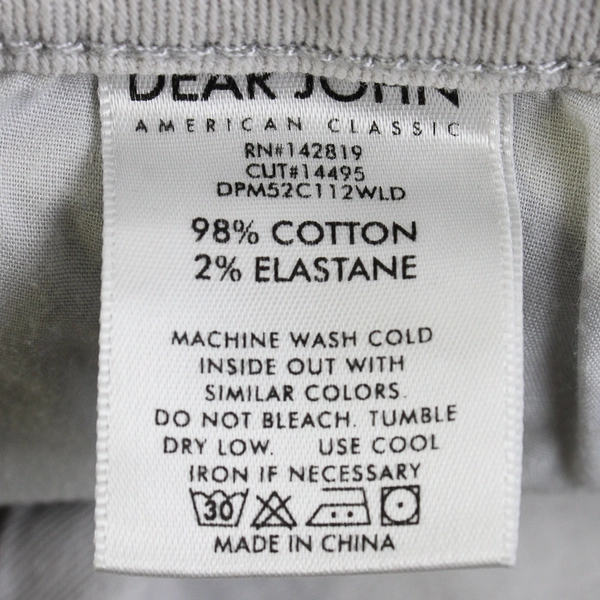 DEAR JOHN
AMERICAN CLASSIC
RN#142819
CUT#14495
DPM52C112WLD
98% COTTON
2% ELASTANE
MACHINE WASH COLD
INSIDE OUT WITH
SIMILAR COLORS.
DO NOT BLEACH. TUMBLE
DRY LOW. USE COOL
IRON IF NECESSARY
30
MADE IN CHINA